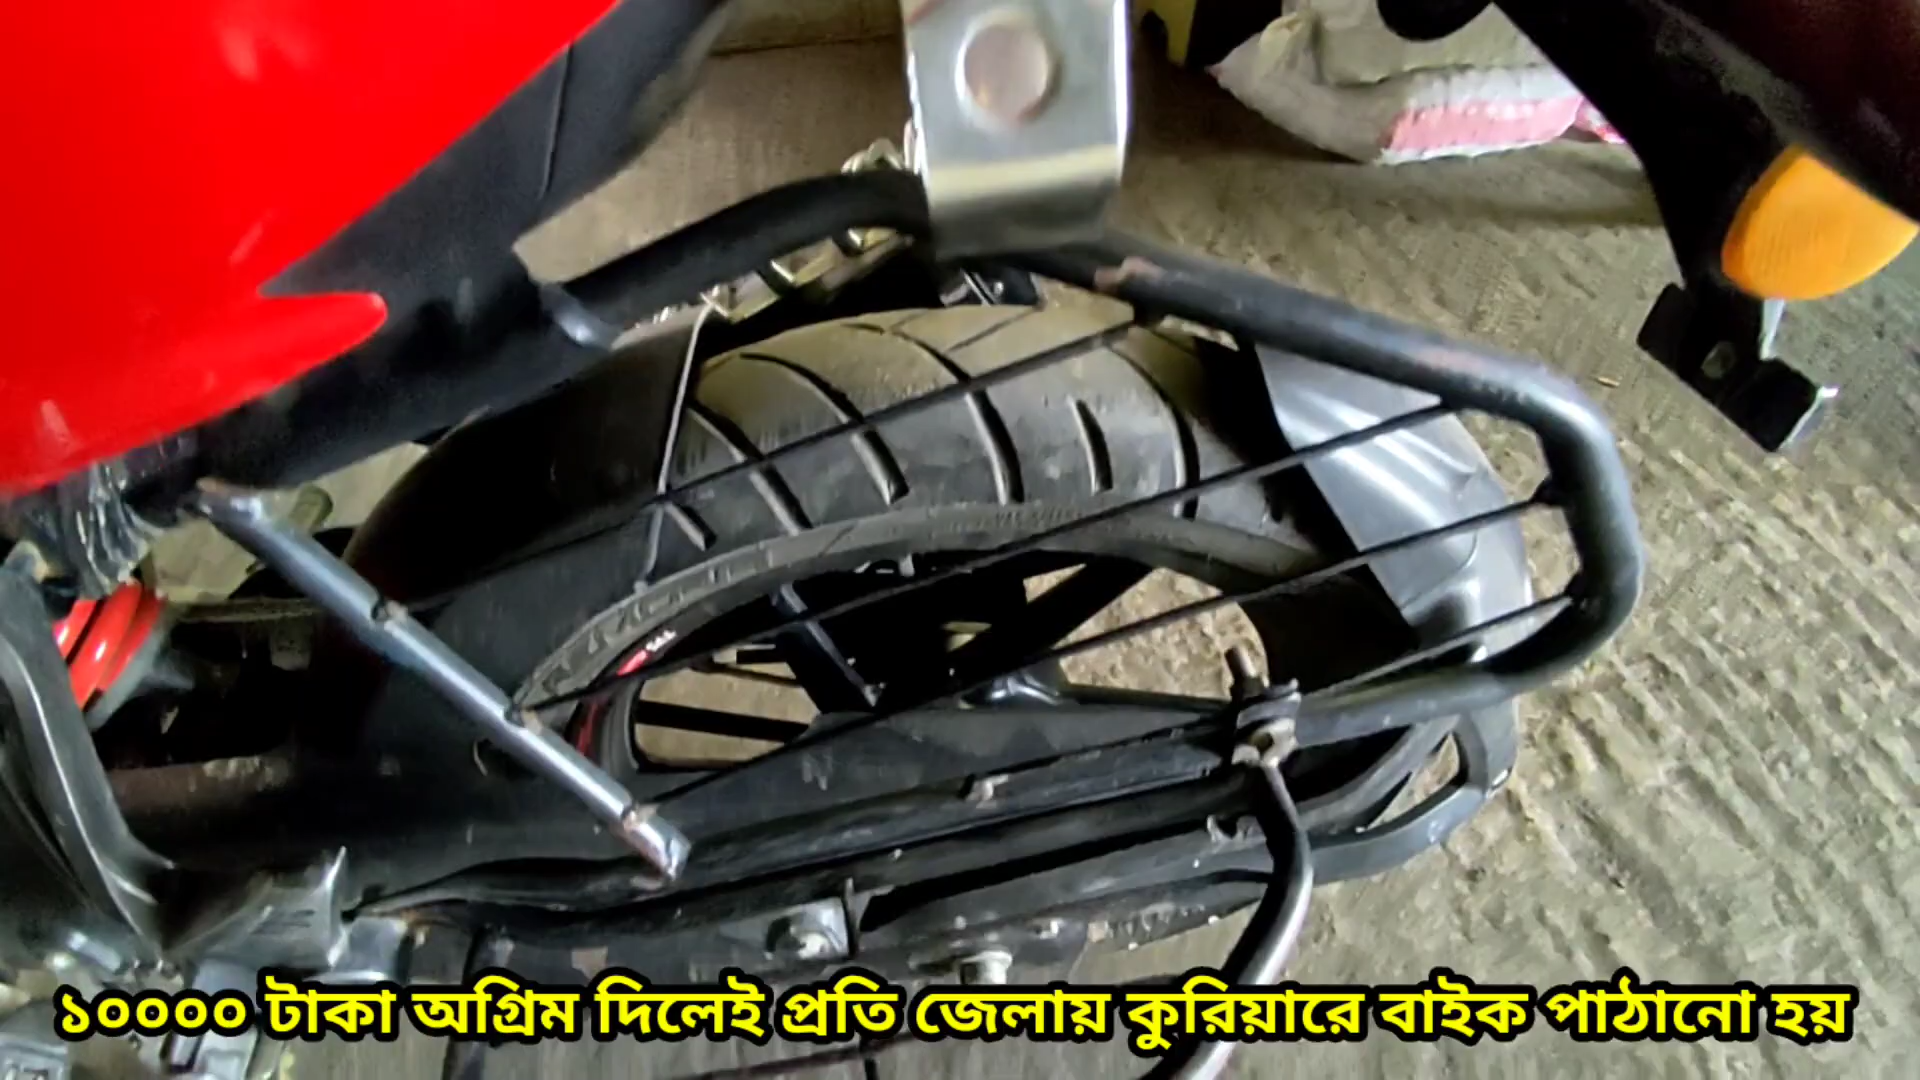 ১০০০০ টাকা অগ্রিম দিলেই প্রতি জেলায় কুরিয়ারে বাইক পাঠানো হয়